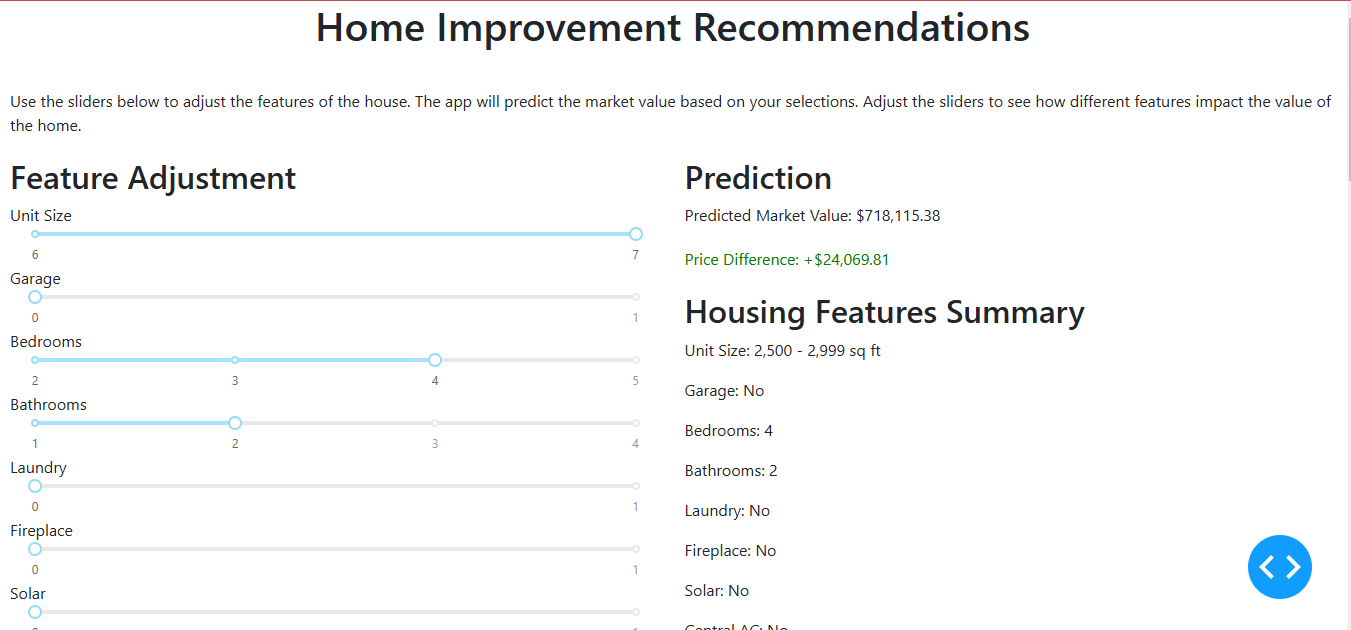 Home Improvement Recommendations
Use the sliders below to adjust the features of the house. The app will predict the market value based on your selections. Adjust the sliders to see how different features impact the value of
the home.
Feature Adjustment
Unit Size
6 7
Garage
0 1
Bedrooms
2 3 4 5
Bathrooms
1 2 3 4
Laundry
0 1
Fireplace
0 1
Solar
Prediction
Predicted Market Value: $718,115.38
Price Difference: +$24,069.81
Housing Features Summary
Unit Size: 2,500 - 2,999 sq ft
Garage: No
Bedrooms: 4
Bathrooms: 2
Laundry: No
Fireplace: No
Solar: No
Central AC: No